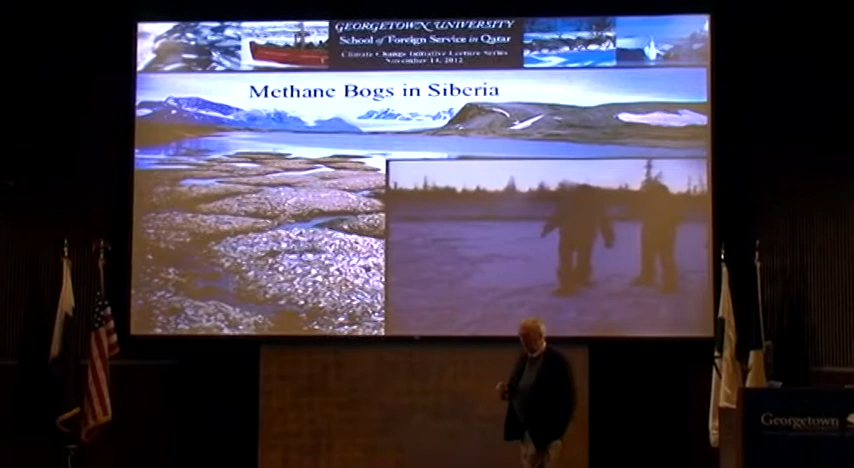 GEORGETOWN UNIVERSITY
School of Foreign Service in Qatar
Climate Change Initiative Lecture Series
November 14, 2012
Methane Bogs in Siberia
Georgetown